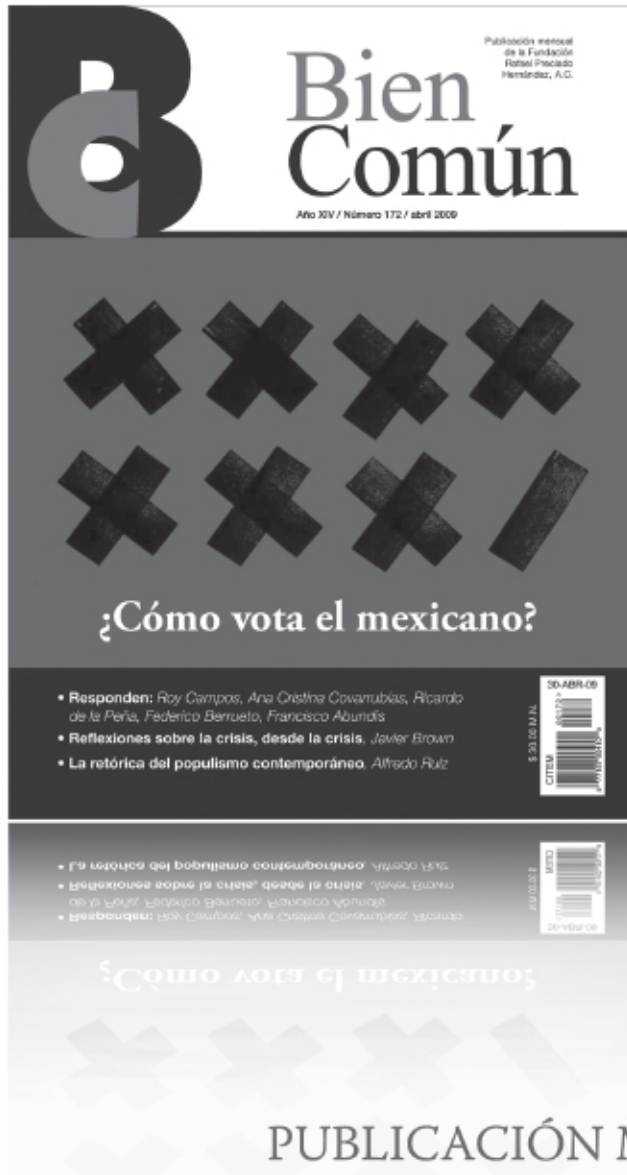 Publicación mensual
de la Fundación
Rafael Preciado
Hernández, A.C.
Bien
Común
Año XIV / Número 172 / abril 2009
¿Cómo vota el mexicano?
• Responden: Roy Campos, Ana Cristina Covarrubias, Ricardo
de la Peña, Federico Berrueto, Francisco Abundis
• Reflexiones sobre la crisis, desde la crisis, Javier Brown
• La retórica del populismo contemporáneo, Alfredo Ruiz
30-ABR-09
$ 30.00 M.N.
CITEM
00172
PUBLICACIÓN